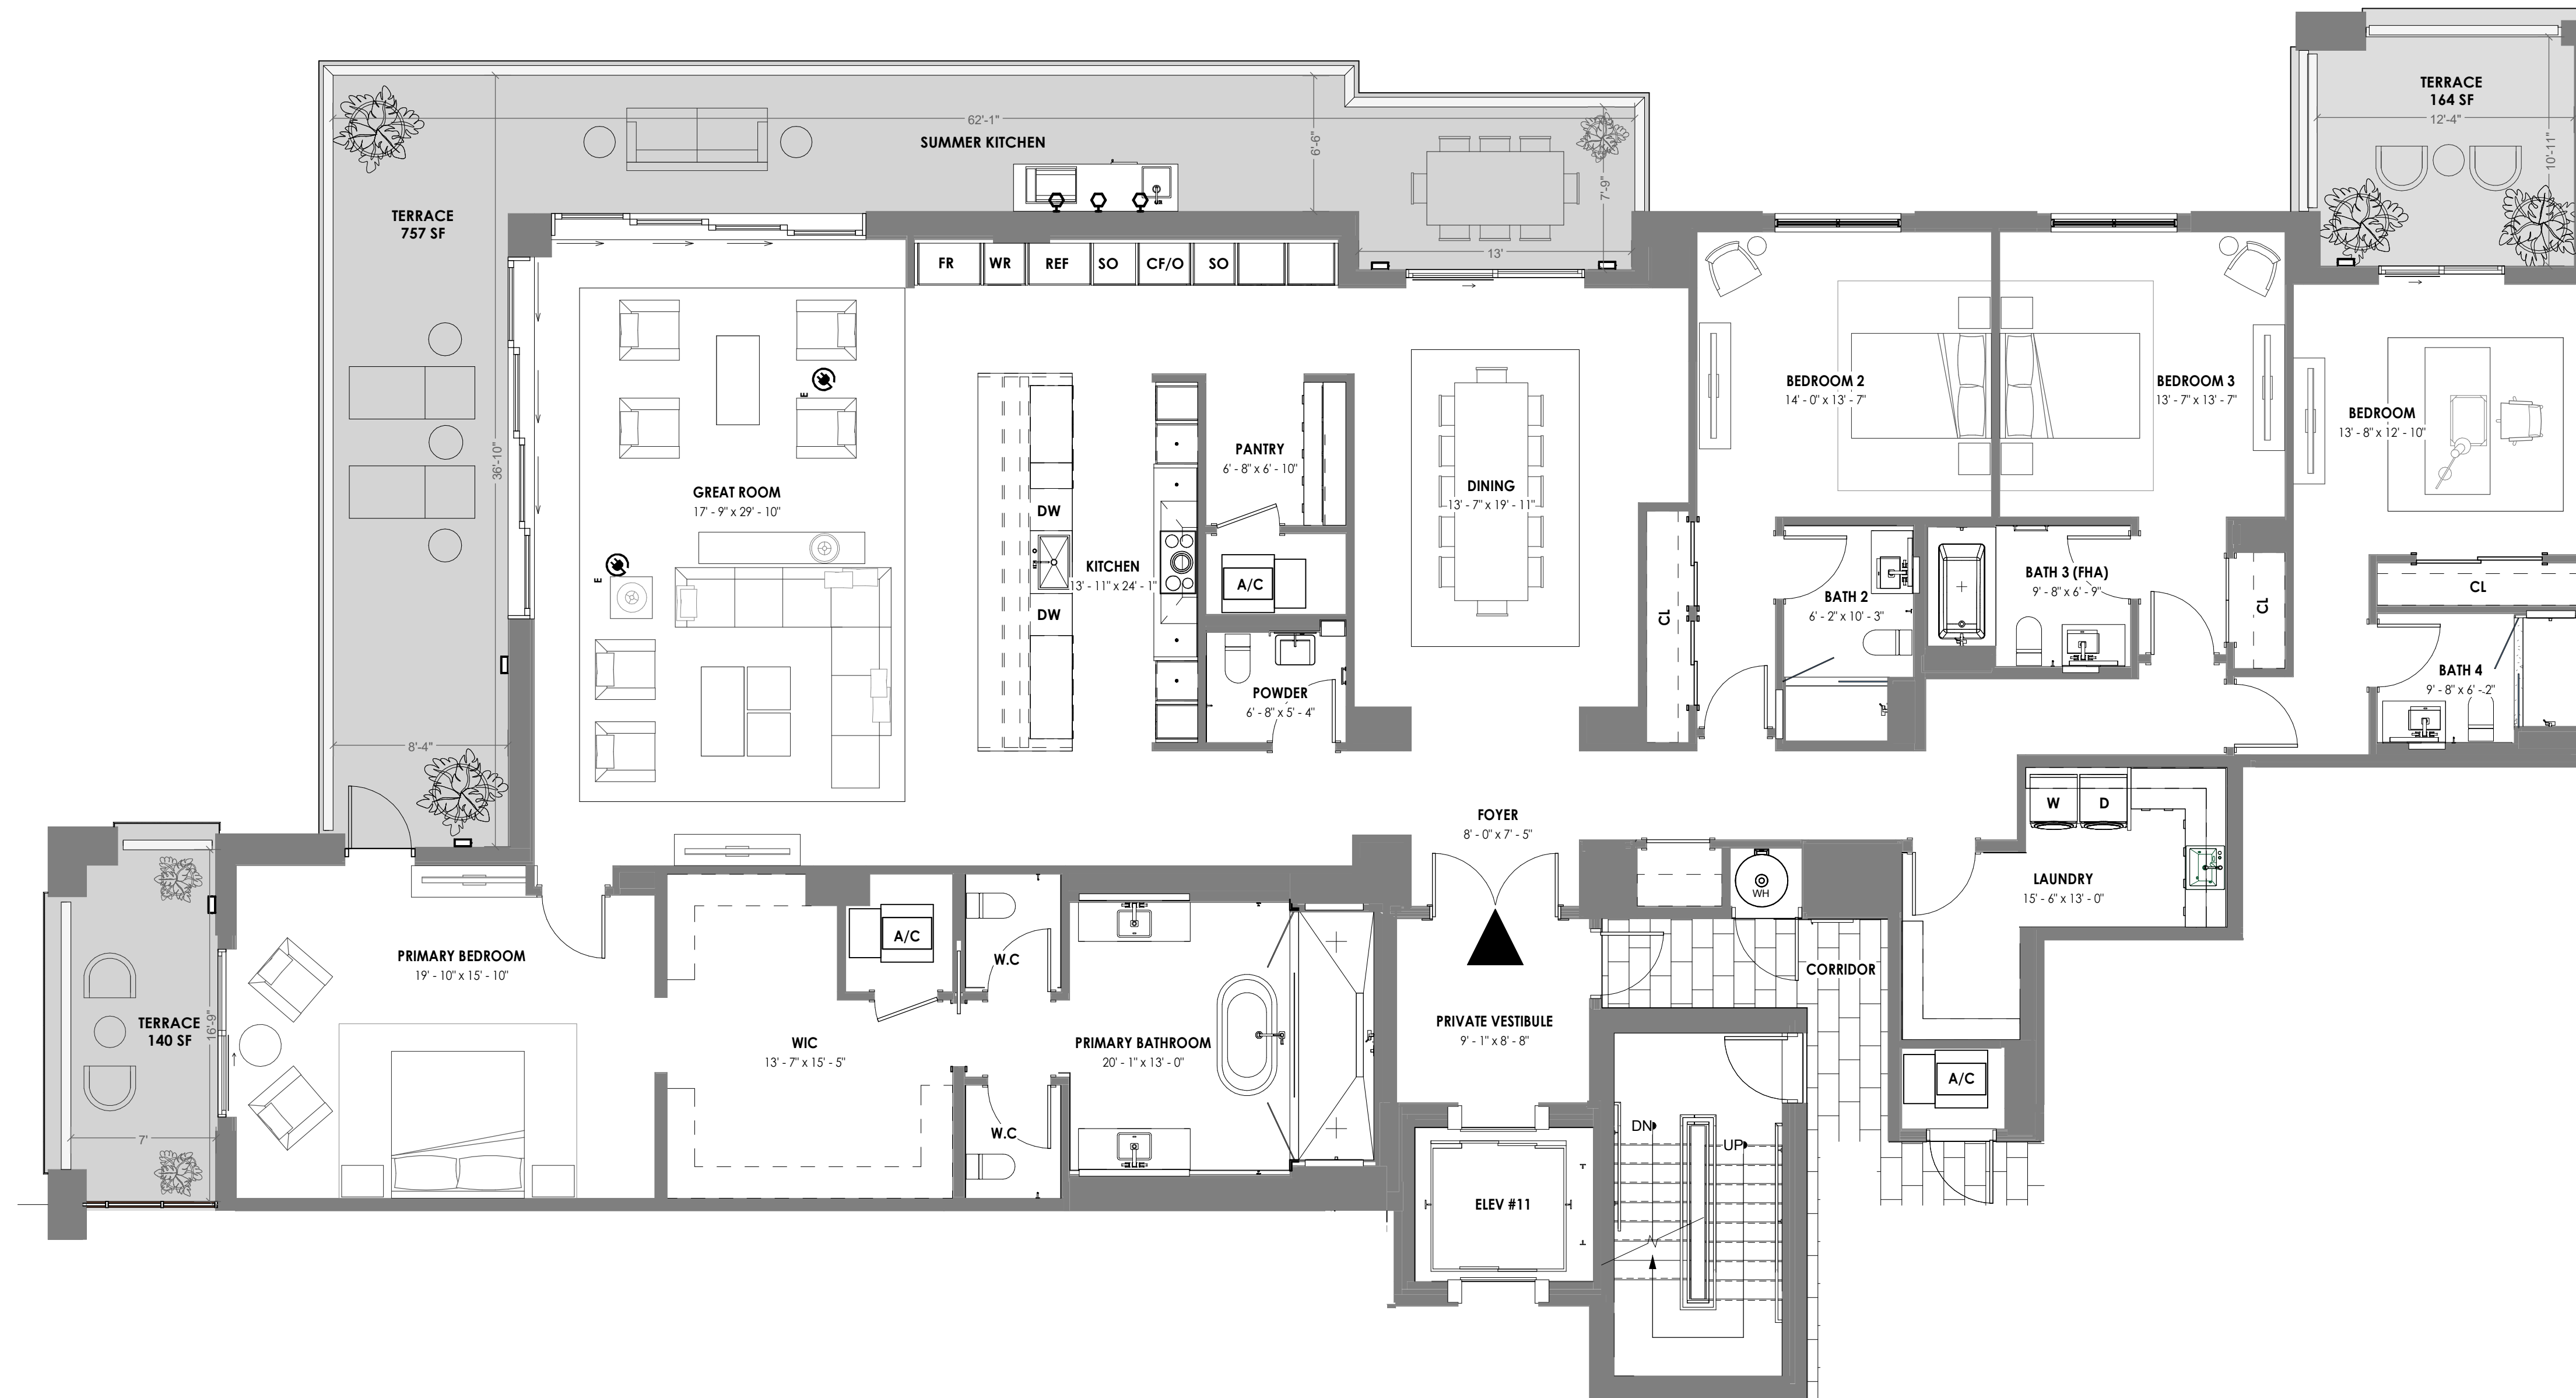 TERRACE
164 SF
12'-4"
10'-11"
62'-1"
SUMMER KITCHEN
6'-6"
7'-9"
13'
TERRACE
757 SF
36'-10"
8'-4"
FR
WR
REF
SO
CF/O
SO
GREAT ROOM
17' - 9" x 29' - 10"
E
E
DW
DW
KITCHEN
13' - 11" x 24' - 1"
PANTRY
6' - 8" x 6' - 10"
A/C
POWDER
6' - 8" x 5' - 4"
DINING
13' - 7" x 19' - 11"
CL
BEDROOM 2
14' - 0" x 13' - 7"
BEDROOM 3
13' - 7" x 13' - 7"
BEDROOM
13' - 8" x 12' - 10"
BATH 2
6' - 2" x 10' - 3"
BATH 3 (FHA)
9' - 8" x 6' - 9"
CL
CL
BATH 4
9' - 8" x 6' - 2"
FOYER
8' - 0" x 7' - 5"
W
D
LAUNDRY
15' - 6" x 13' - 0"
WH
CORRIDOR
A/C
PRIMARY BEDROOM
19' - 10" x 15' - 10"
TERRACE
140 SF
16'-9"
7'
WIC
13' - 7" x 15' - 5"
A/C
W.C
W.C
PRIMARY BATHROOM
20' - 1" x 13' - 0"
PRIVATE VESTIBULE
9' - 1" x 8' - 8"
ELEV #11
DN
UP